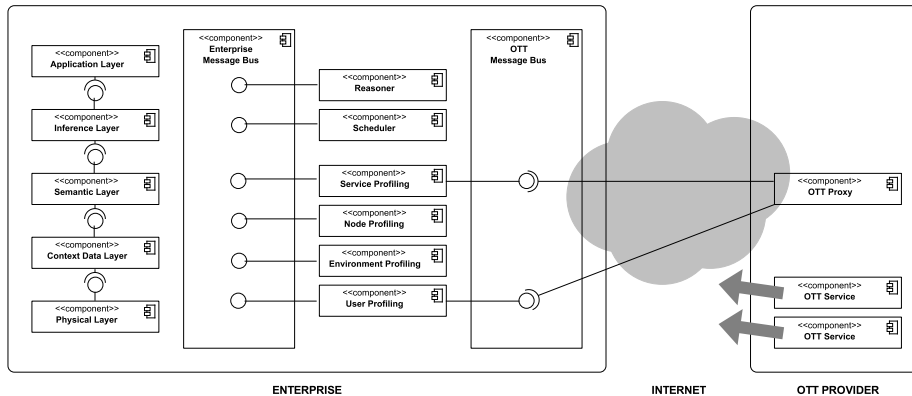 <<component>>
Application Layer
<<component>>
Inference Layer
<<component>>
Semantic Layer
<<component>>
Context Data Layer
<<component>>
Physical Layer
<<component>>
Enterprise
Message Bus
<<component>>
Reasoner
<<component>>
Scheduler
<<component>>
Service Profiling
<<component>>
Node Profiling
<<component>>
Environment Profiling
<<component>>
User Profiling
<<component>>
OTT
Message Bus
<<component>>
OTT Proxy
<<component>>
OTT Service
<<component>>
OTT Service
ENTERPRISE
INTERNET
OTT PROVIDER